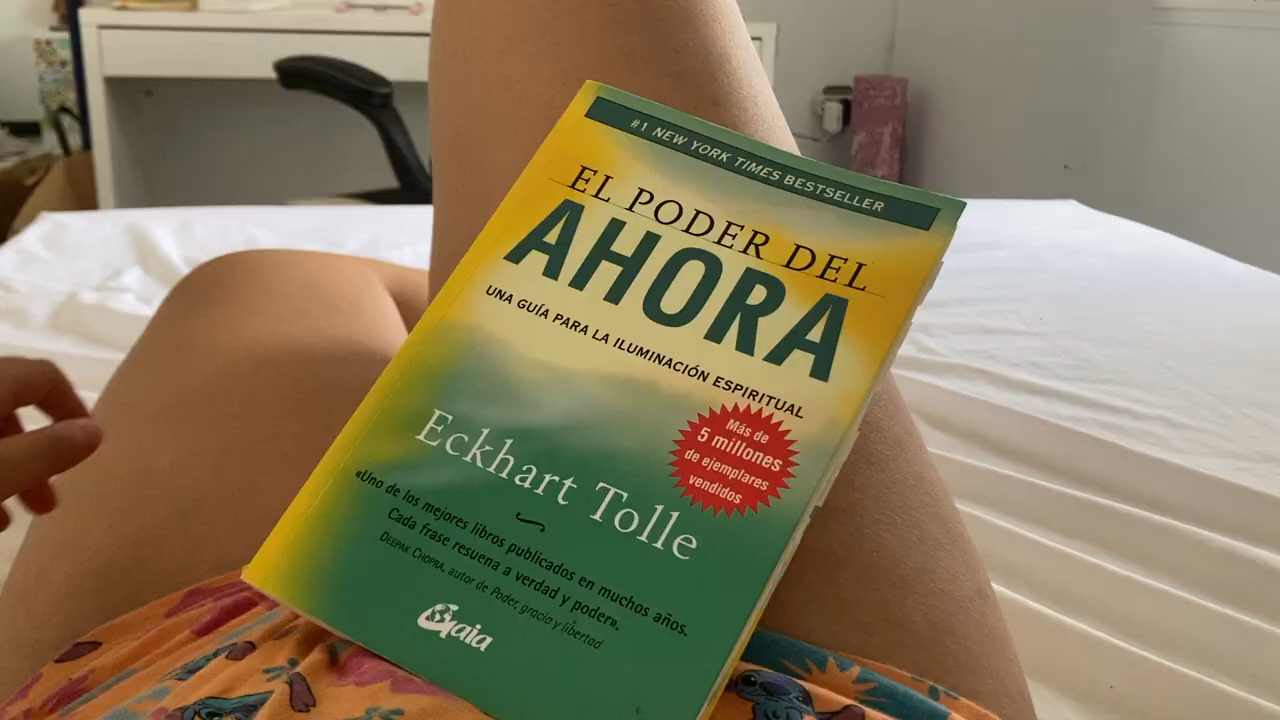 #1 NEW YORK TIMES BESTSELLER
EL PODER DEL
AHORA
UNA GUÍA PARA LA ILUMINACIÓN ESPIRITUAL
Más de
5 millones
de ejemplares
vendidos
Eckhart Tolle
«Uno de los mejores libros publicados en muchos años.
Cada frase resuena a verdad y poder».
DEEPAK CHOPRA, autor de Poder, gracia y libertad
Gaia